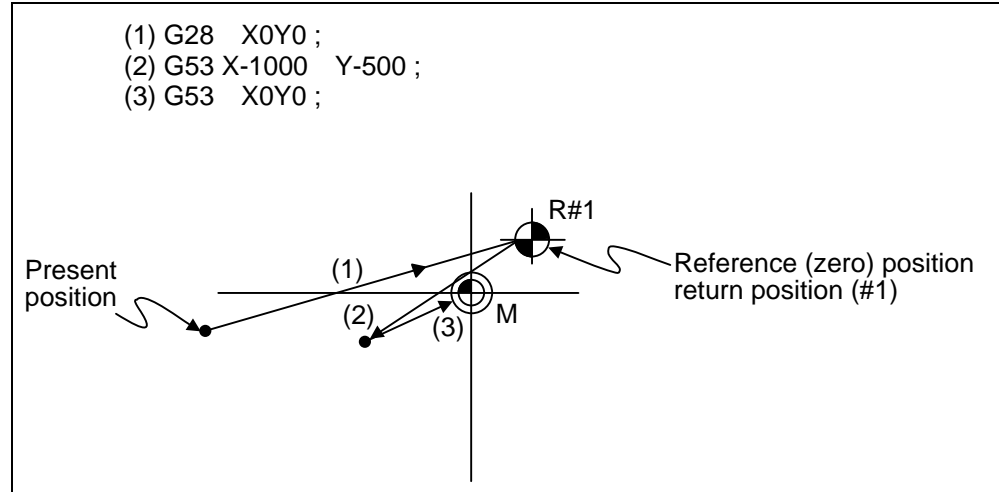 (1) G28 X0Y0 ;
(2) G53 X-1000 Y-500 ;
(3) G53 X0Y0 ;
R#1
Present
position
(1)
Reference (zero) position
return position (#1)
(2)
(3)
M